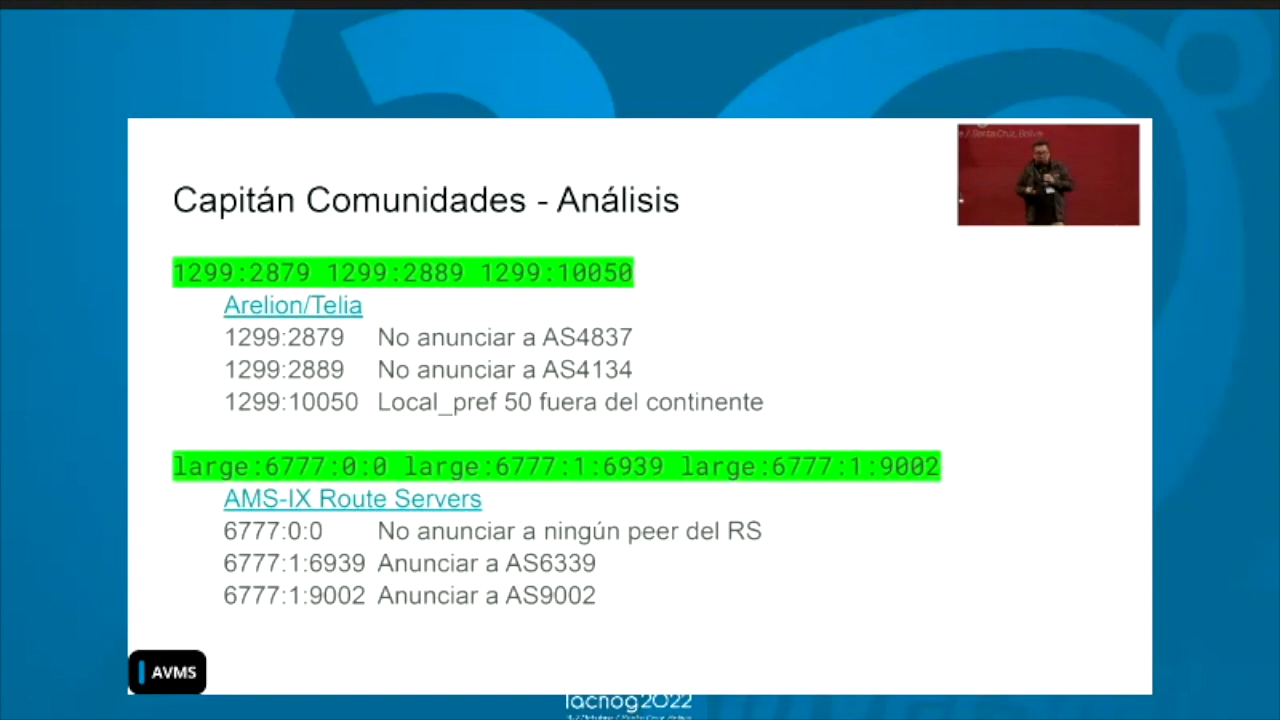 / Santa Cruz, Bolivia
Capitán Comunidades - Análisis
1299:2879 1299:2889 1299:10050
Arelion/Telia
1299:2879 No anunciar a AS4837
1299:2889 No anunciar a AS4134
1299:10050 Local_pref 50 fuera del continente
large:6777:0:0 large:6777:1:6939 large:6777:1:9002
AMS-IX Route Servers
6777:0:0 No anunciar a ningún peer del RS
6777:1:6939 Anunciar a AS6339
6777:1:9002 Anunciar a AS9002
AVMS
lacnog2022